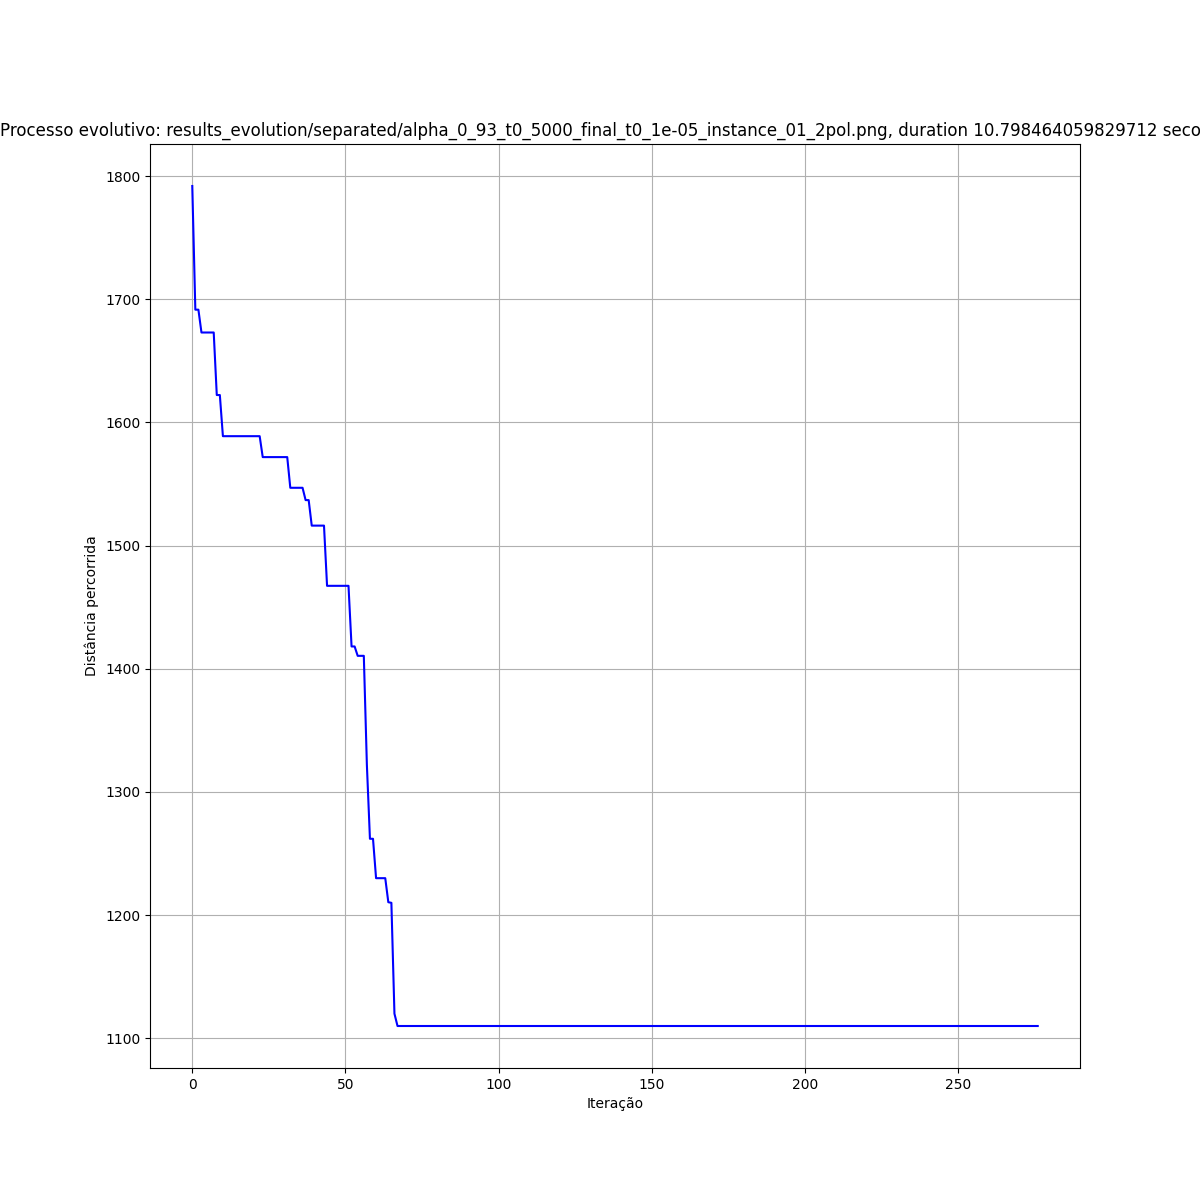 Processo evolutivo: results_evolution/separated/alpha_0_93_t0_5000_final_t0_1e-05_instance_01_2pol.png, duration 10.798464059829712 seco
1800
1700
1600
1500
1400
1300
1200
1100
Distância percorrida
0 50 100 150 200 250
Iteração